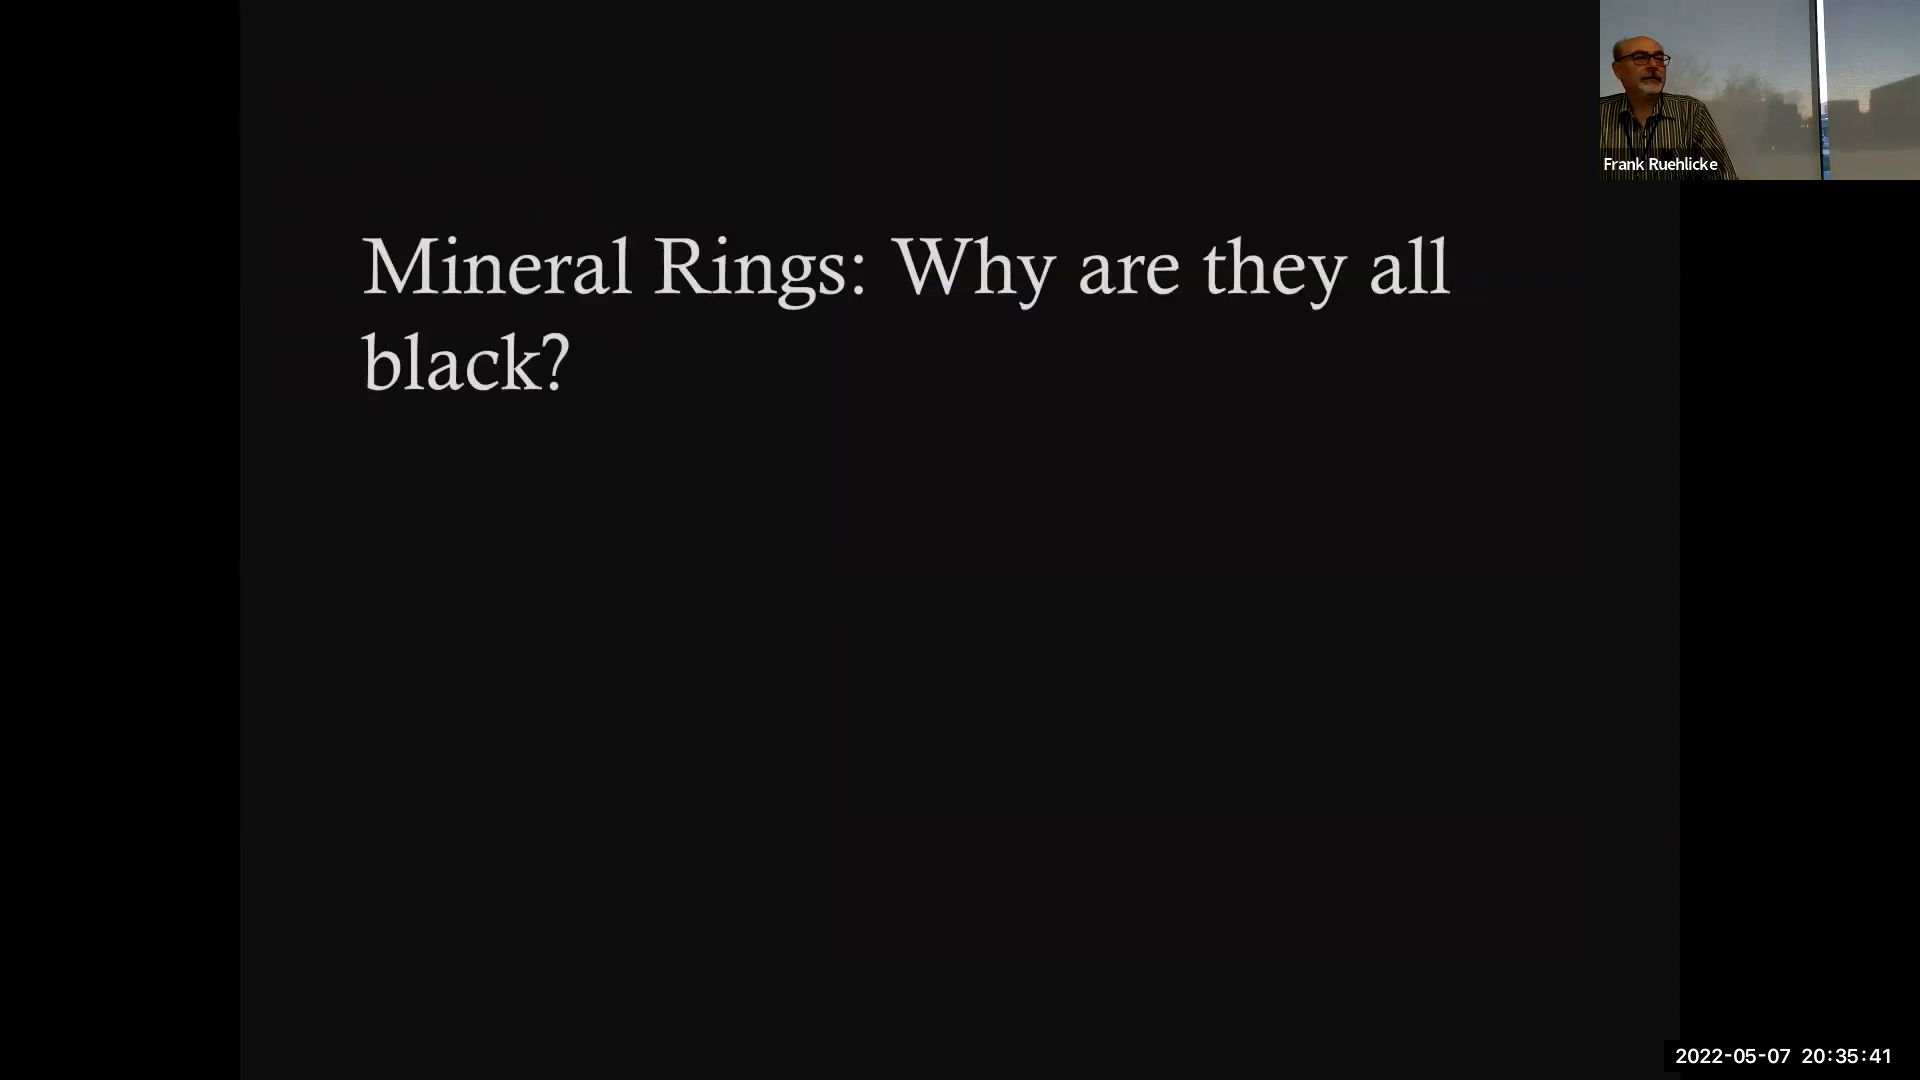 Frank Ruehlicke
Mineral Rings: Why are they all
black?
2022-05-07 20:35:41